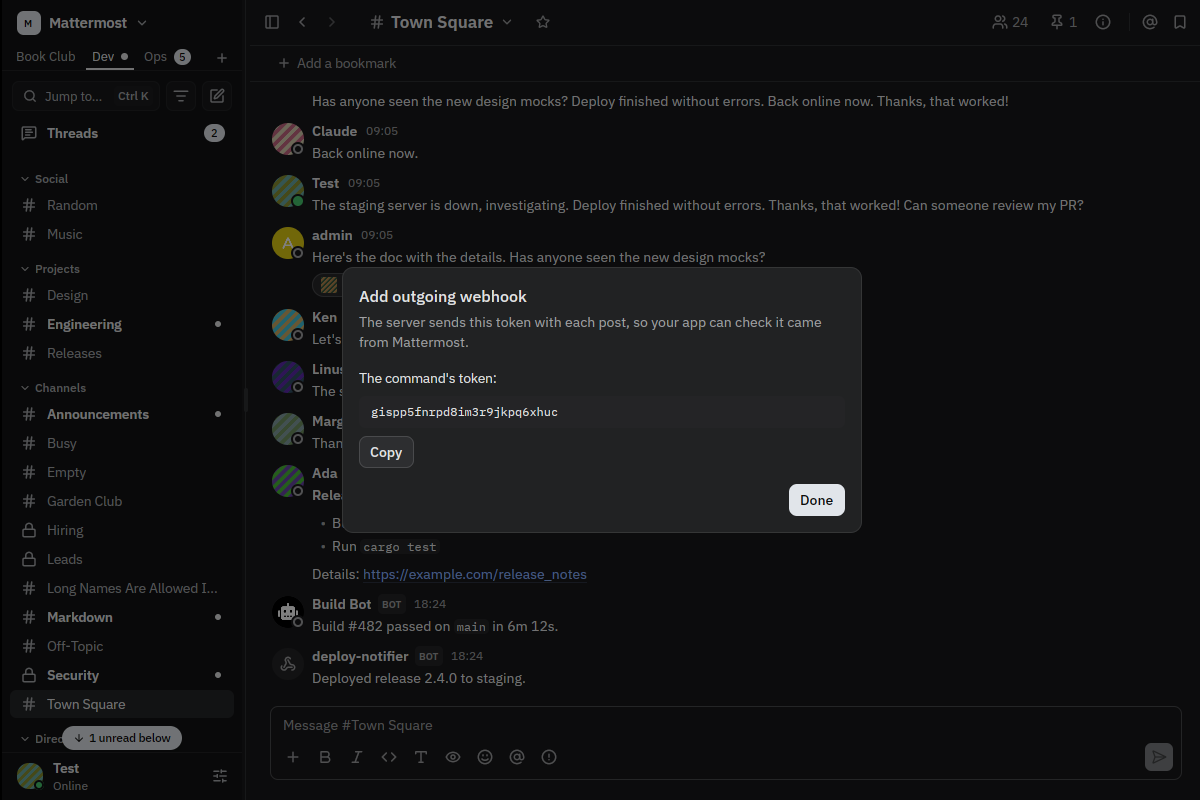 M Mattermost
Book Club Dev Ops 5
Jump to... Ctrl K
Threads 2
Social
Random
Music
Projects
Design
Engineering
Releases
Channels
Announcements
Busy
Empty
Garden Club
Hiring
Leads
Long Names Are Allowed I...
Markdown
Off-Topic
Security
Town Square
Direc
1 unread below
Test
Online
Town Square
24 1
Add a bookmark
Has anyone seen the new design mocks? Deploy finished without errors. Back online now. Thanks, that worked!
Claude 09:05
Back online now.
Test 09:05
The staging server is down, investigating. Deploy finished without errors. Thanks, that worked! Can someone review my PR?
A admin 09:05
Here's the doc with the details. Has anyone seen the new design mocks?
Ken
Let's
Linus
The s
Marg
Than
Ada
Relea
• B
• Run cargo test
Details: https://example.com/release_notes
Build Bot BOT 18:24
Build #482 passed on main in 6m 12s.
deploy-notifier BOT 18:24
Deployed release 2.4.0 to staging.
Message #Town Square
Add outgoing webhook
The server sends this token with each post, so your app can check it came
from Mattermost.
The command's token:
gispp5fnrpd8im3r9jkpq6xhuc
Copy
Done